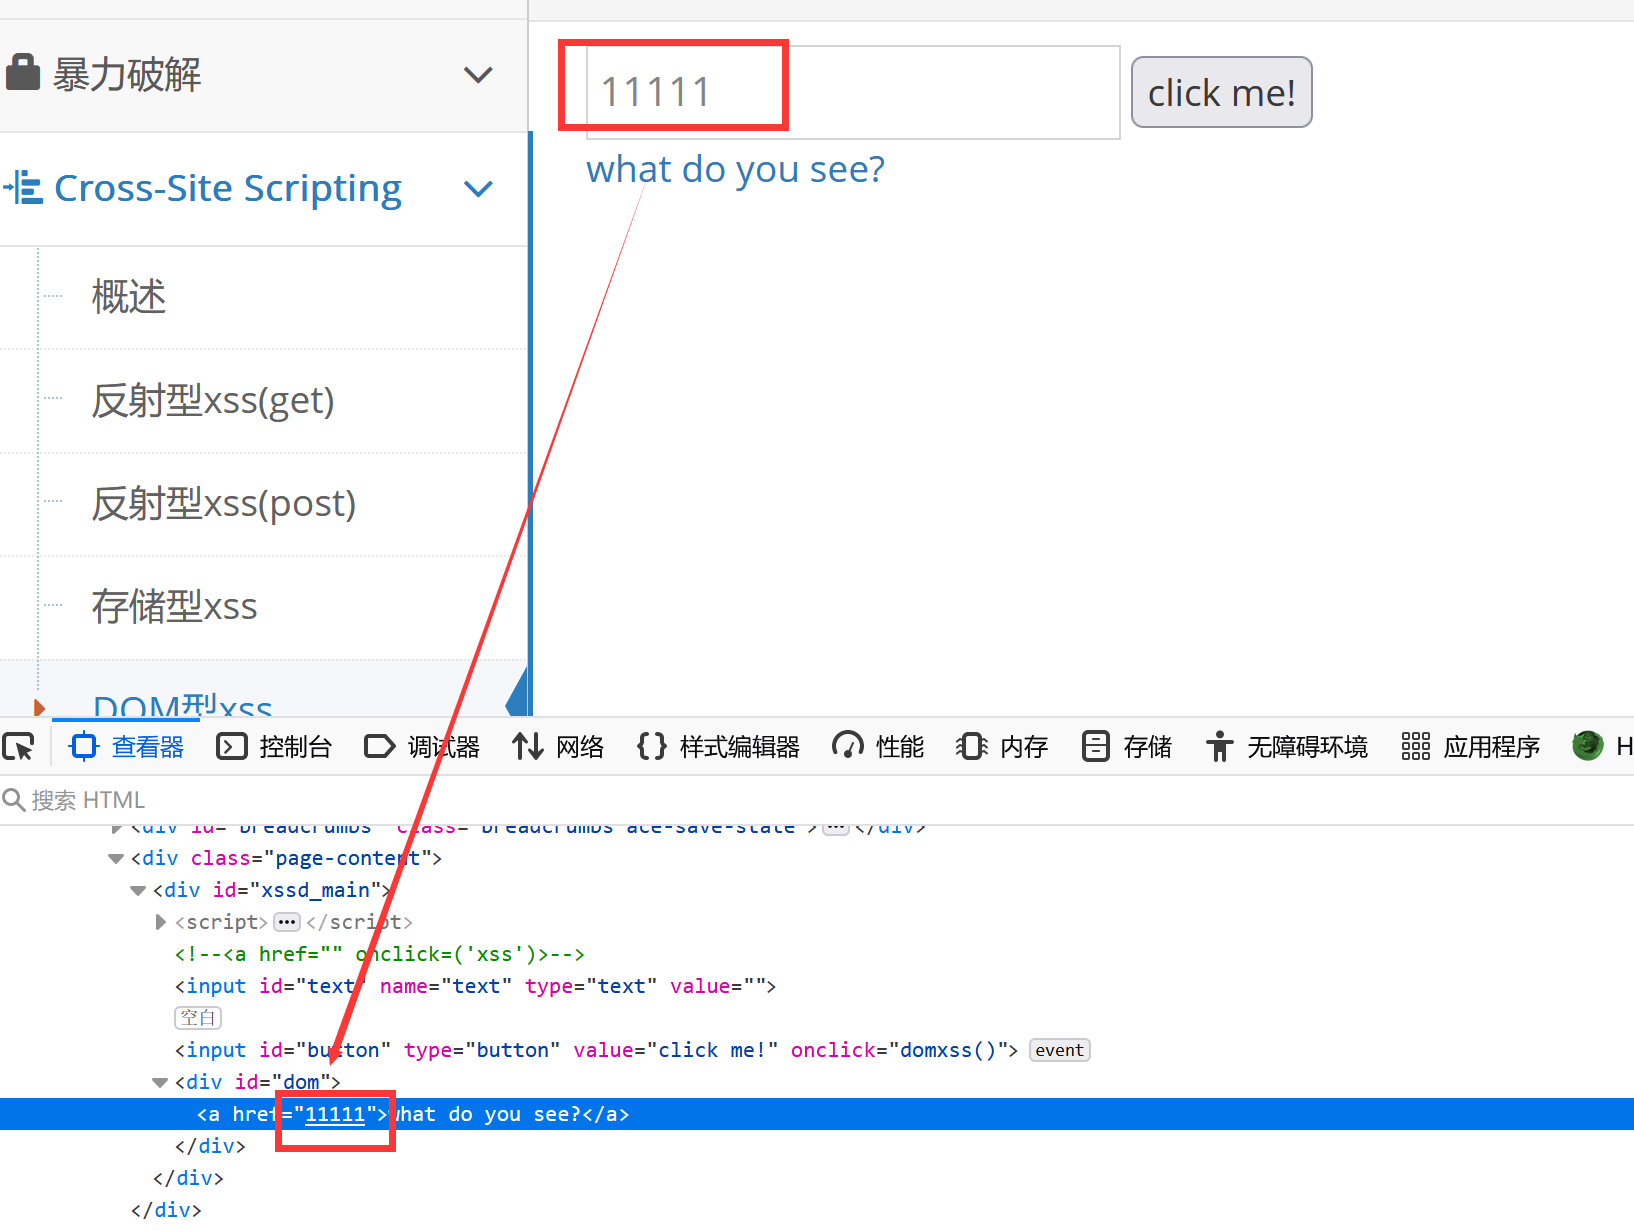 暴力破解
Cross-Site Scripting
概述
反射型xss(get)
反射型xss(post)
存储型xss
DOM型xss
11111
click me!
what do you see?
查看器 控制台 调试器 网络 样式编辑器 性能 内存 存储 无障碍环境 应用程序 H
搜索 HTML
<div id="breadcrumbs" class="breadcrumbs ace-save-state"> ••• </div>
<div class="page-content">
<div id="xssd_main">
<script> ••• </script>
<!--<a href="" onclick=('xss')>-->
<input id="text" name="text" type="text" value="">
空白
<input id="button" type="button" value="click me!" onclick="domxss()"> event
<div id="dom">
<a href="11111">what do you see?</a>
</div>
</div>
</div>